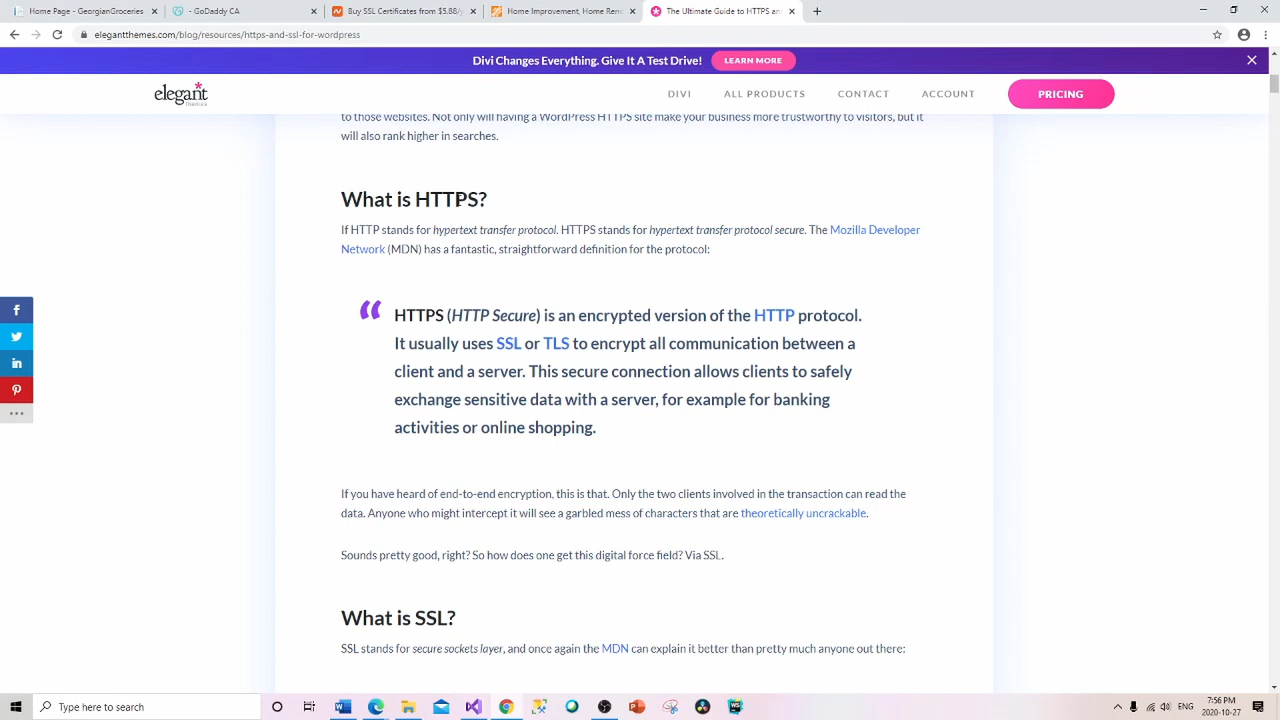 Home Page - GeorgianGroceries
GoDaddy CA
Buy SSL Certificates from $5.88/y
Improvements, Home Reno
The Ultimate Guide to HTTPS an
elegantthemes.com/blog/resources/https-and-ssl-for-wordpress
Divi Changes Everything. Give It A Test Drive! LEARN MORE
elegant themes
DIVI ALL PRODUCTS CONTACT ACCOUNT PRICING
to those websites. Not only will having a WordPress HTTPS site make your business more trustworthy to visitors, but it
will also rank higher in searches.
What is HTTPS?
If HTTP stands for hypertext transfer protocol. HTTPS stands for hypertext transfer protocol secure. The Mozilla Developer
Network (MDN) has a fantastic, straightforward definition for the protocol:
“ HTTPS (HTTP Secure) is an encrypted version of the HTTP protocol.
It usually uses SSL or TLS to encrypt all communication between a
client and a server. This secure connection allows clients to safely
exchange sensitive data with a server, for example for banking
activities or online shopping.
If you have heard of end-to-end encryption, this is that. Only the two clients involved in the transaction can read the
data. Anyone who might intercept it will see a garbled mess of characters that are theoretically uncrackable.
Sounds pretty good, right? So how does one get this digital force field? Via SSL.
What is SSL?
SSL stands for secure sockets layer, and once again the MDN can explain it better than pretty much anyone out there:
Type here to search
7:56 PM
2020-10-27